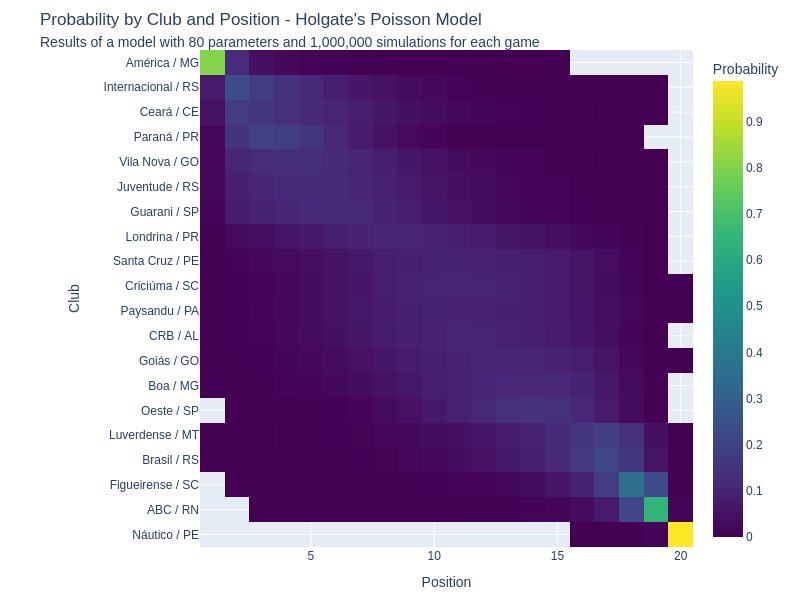 Probability by Club and Position - Holgate's Poisson Model
Results of a model with 80 parameters and 1,000,000 simulations for each game
Probability
América / MG
Internacional / RS
Ceará / CE
Paraná / PR
Vila Nova / GO
Juventude / RS
Guarani / SP
Londrina / PR
Santa Cruz / PE
Criciúma / SC
Paysandu / PA
CRB / AL
Goiás / GO
Boa / MG
Oeste / SP
Luverdense / MT
Brasil / RS
Figueirense / SC
ABC / RN
Náutico / PE
Club
5
10
15
20
Position
0.9
0.8
0.7
0.6
0.5
0.4
0.3
0.2
0.1
0